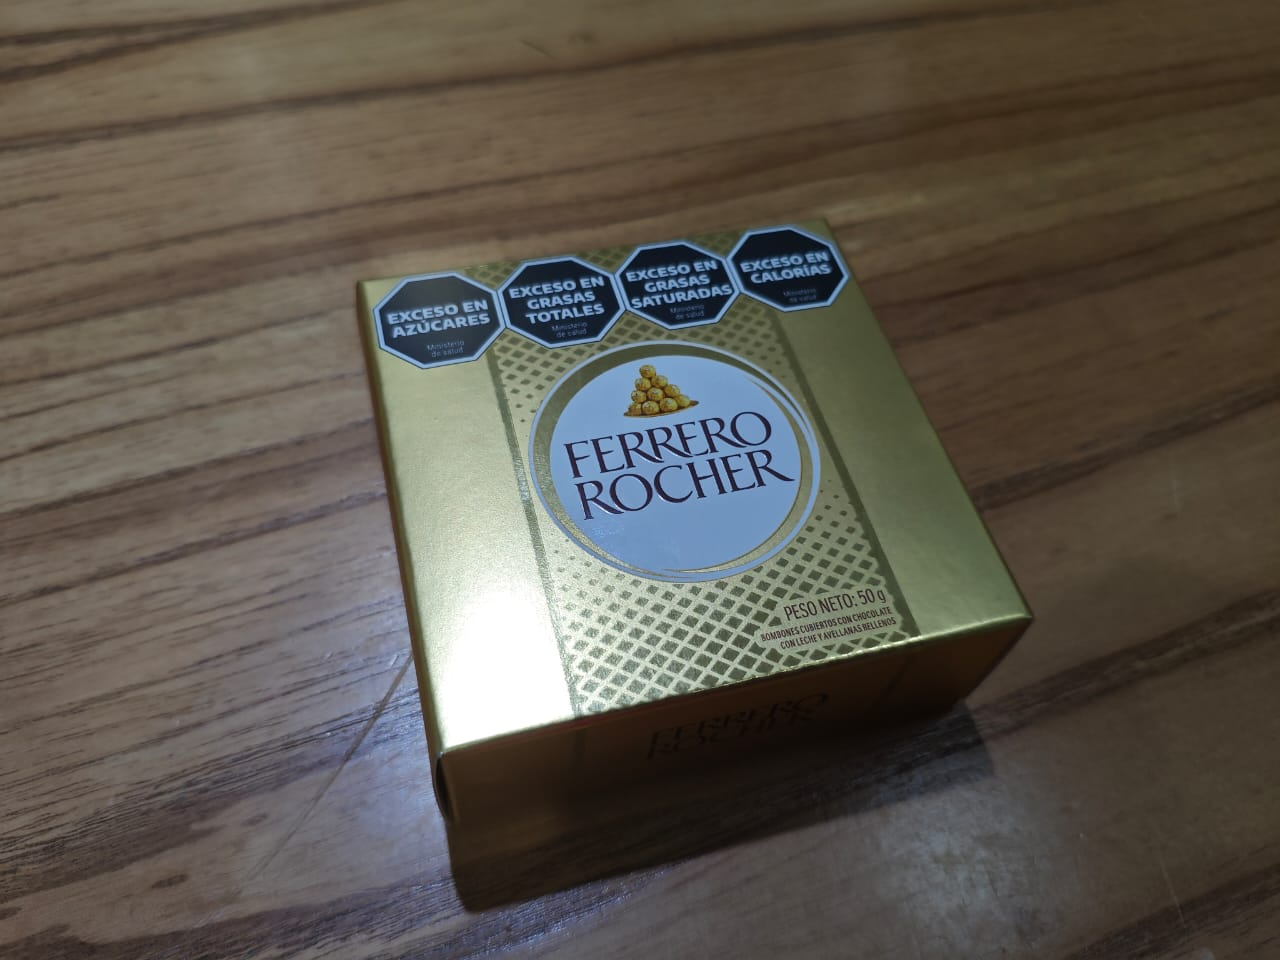 EXCESO EN
AZÚCARES
Ministerio
de salud
EXCESO EN
GRASAS
TOTALES
Ministerio
de salud
EXCESO EN
GRASAS
SATURADAS
Ministerio
de salud
EXCESO EN
CALORÍAS
Ministerio
de salud
FERRERO
ROCHER
PESO NETO: 50 g
BOMBONES CUBIERTOS CON CHOCOLATE
CON LECHE Y AVELLANAS RELLENOS
FERRERO
ROCHER